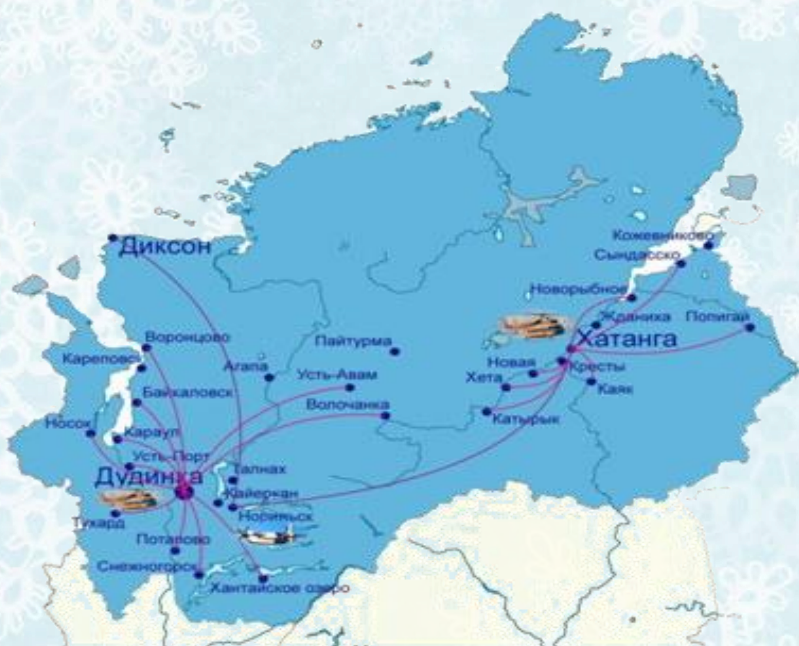 Диксон
Кожевниково
Сындасско
Новорыбное
Жданиха
Попигай
Хатанга
Воронцово
Пайтурма
Кареповск
Агапа
Усть-Авам
Новая
Кресты
Хета
Каяк
Байкаловск
Волочанка
Катырык
Носок
Караул
Усть-Порт
Дудинка
Талнах
Кайеркан
Норильск
Тухард
Потапово
Снежногорск
Хантайское озеро